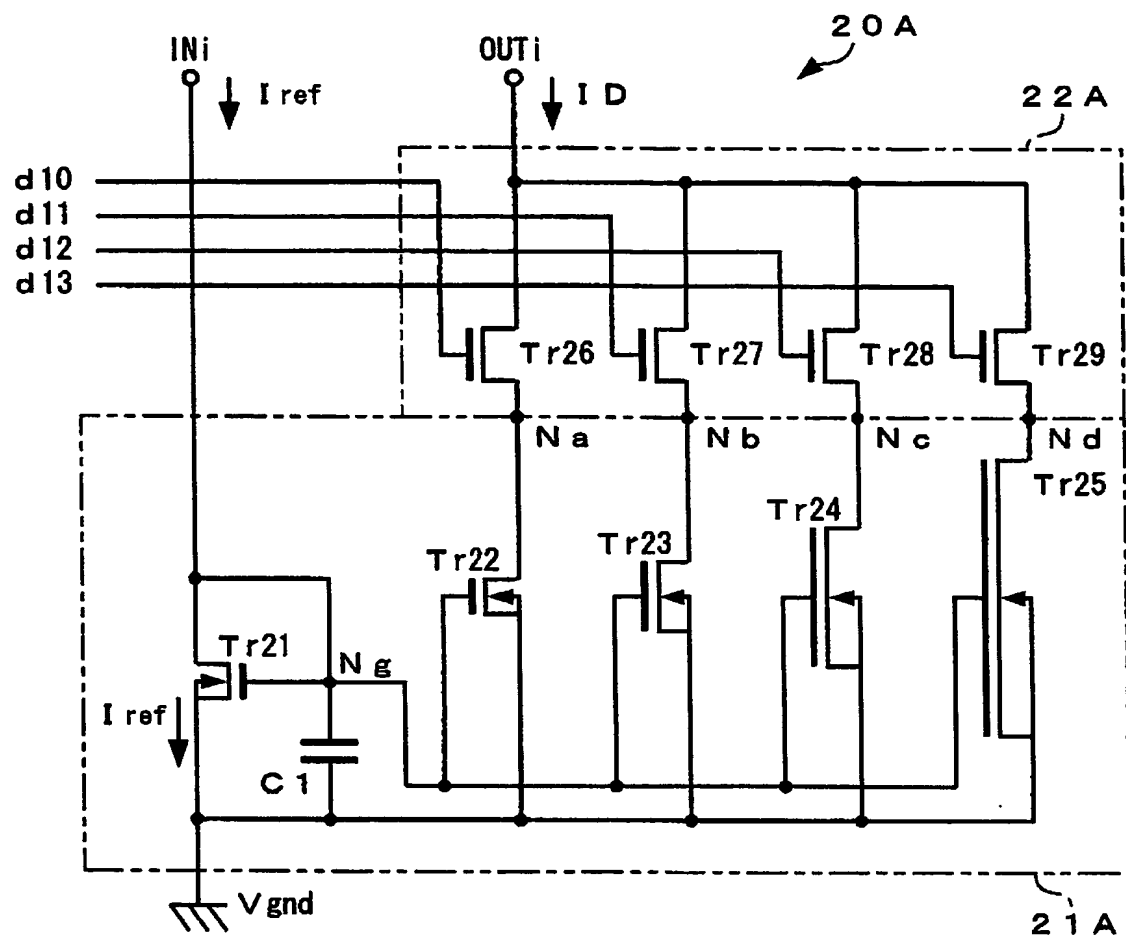 20A
INi
OUTi
Iref
ID
22A
d10
d11
d12
d13
Tr26
Tr27
Tr28
Tr29
Na
Nb
Nc
Nd
Tr25
Tr24
Tr23
Tr22
Tr21
Ng
Iref
C1
Vgnd
21A